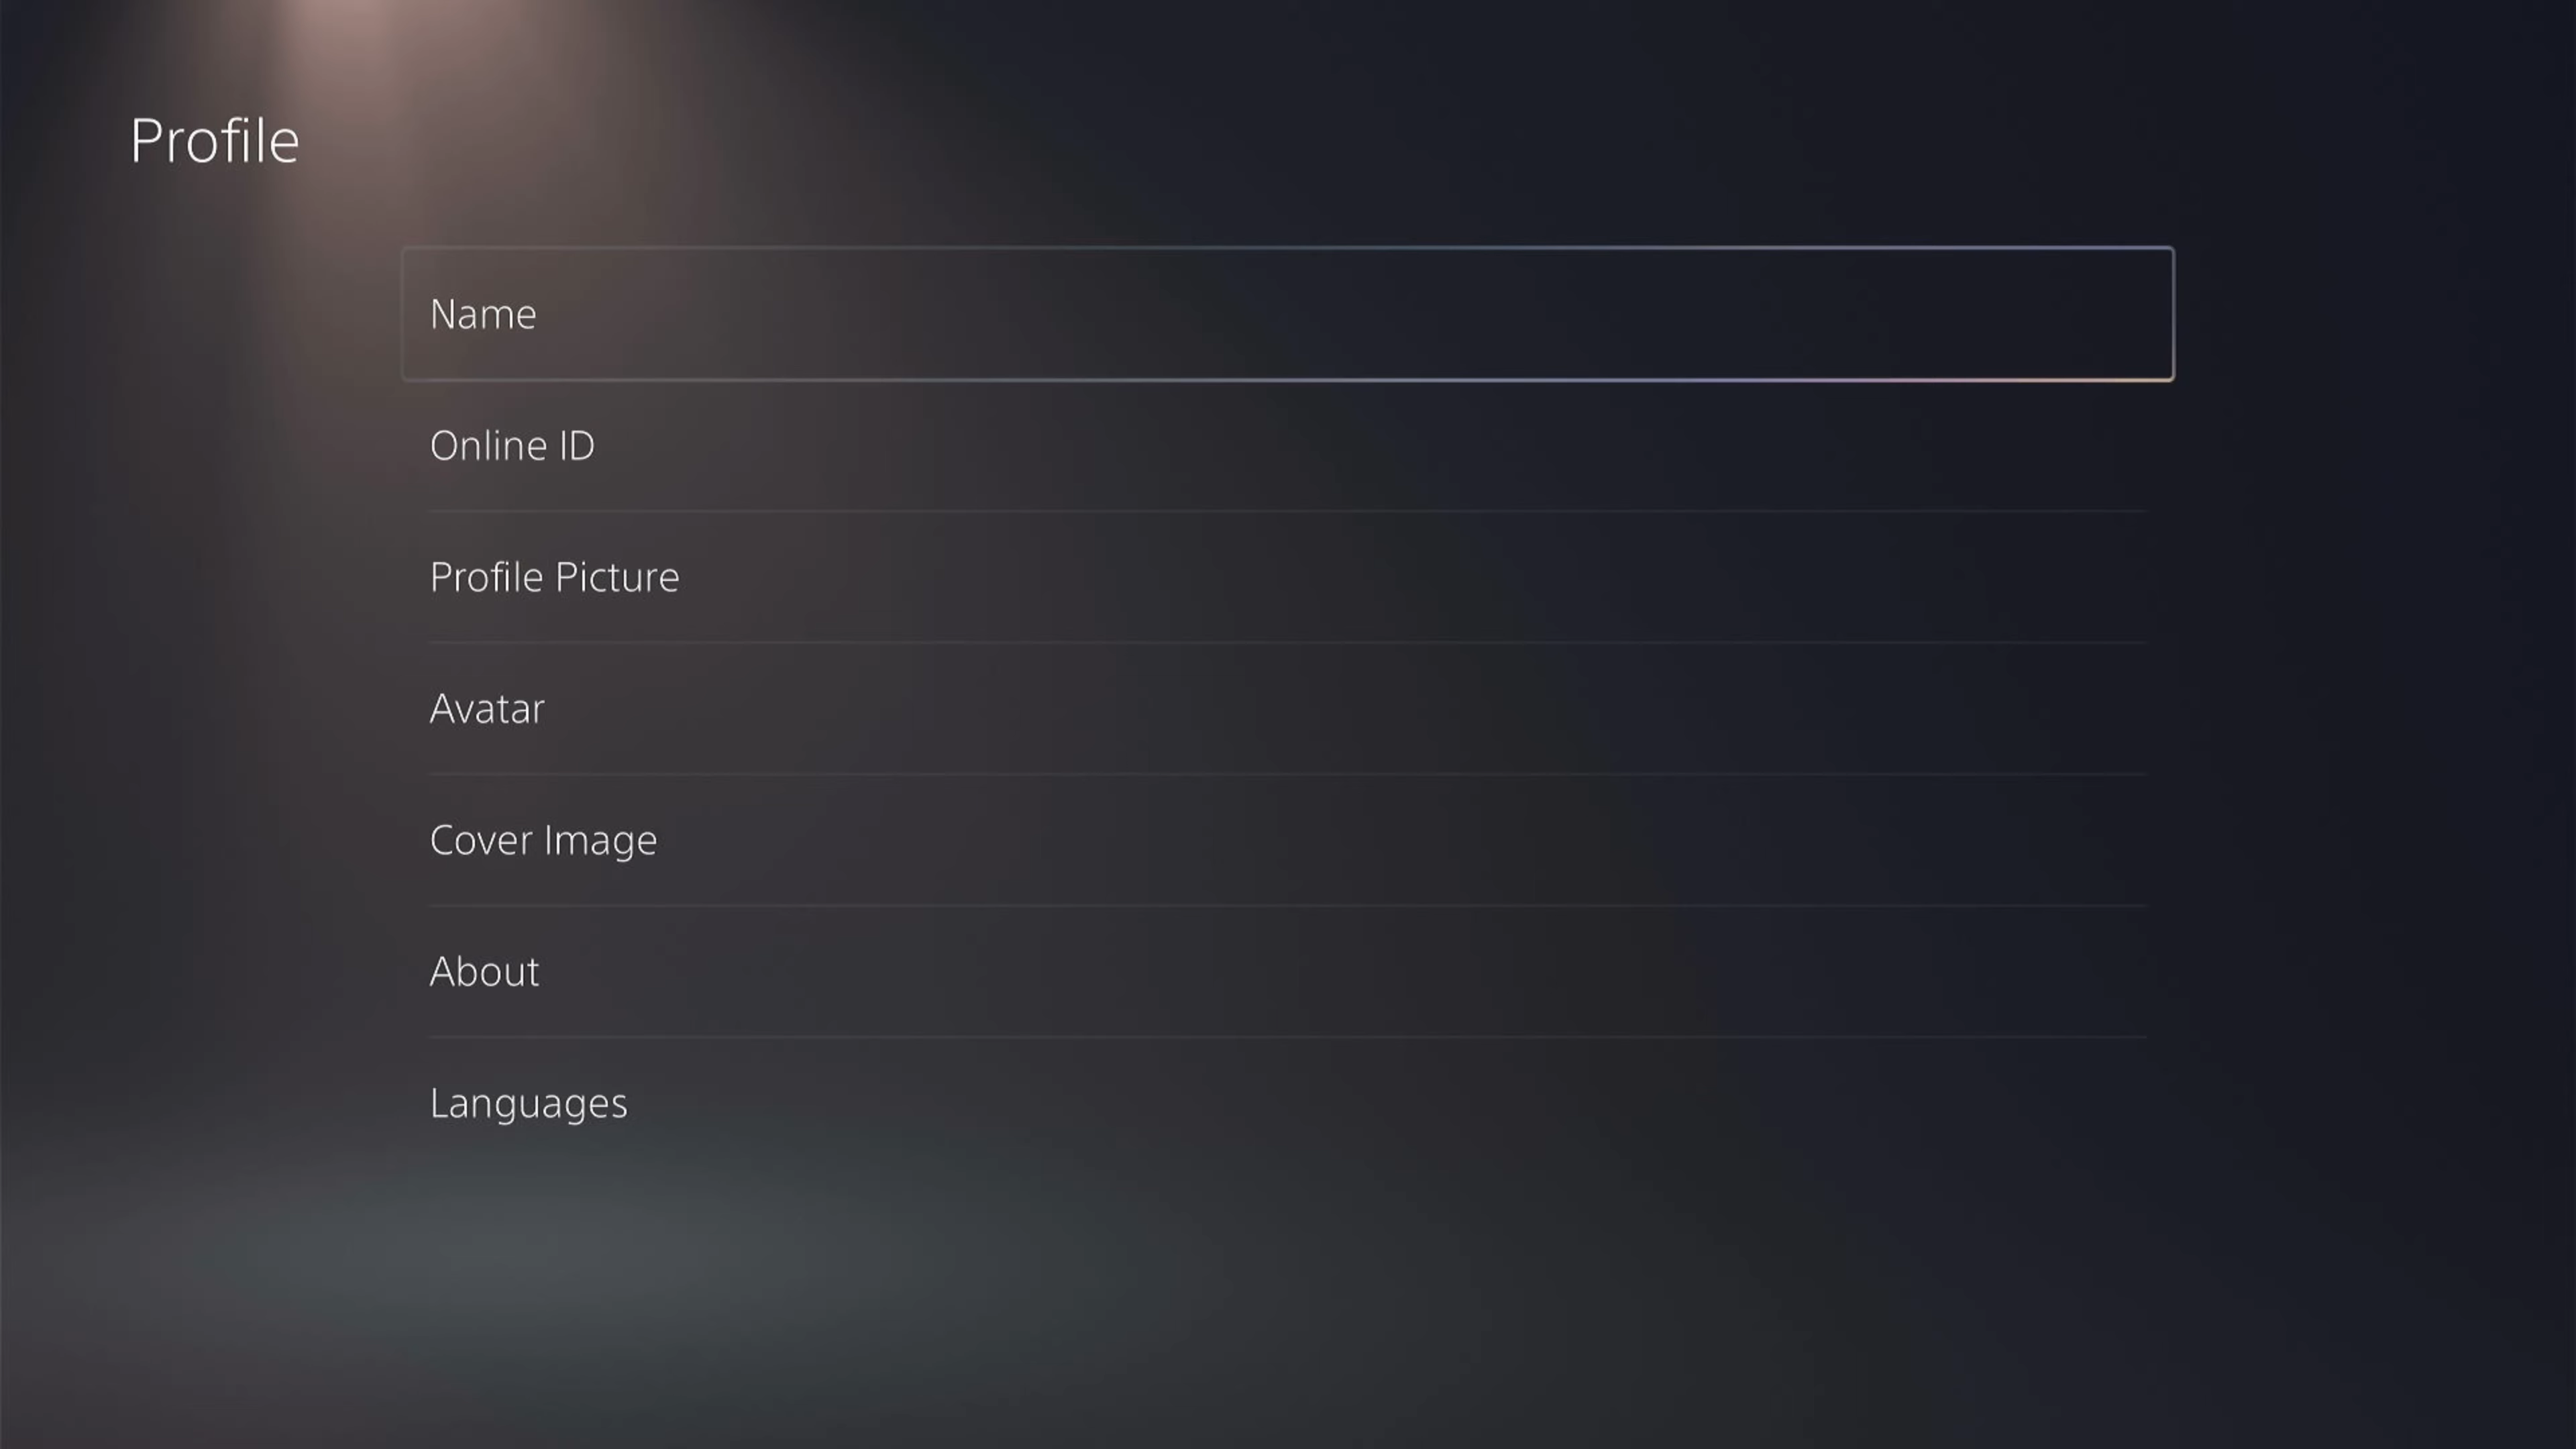 Profile
Name
Online ID
Profile Picture
Avatar
Cover Image
About
Languages